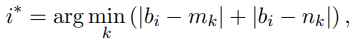 i* = arg min_k (|b_i − m_k| + |b_i − n_k|) ,